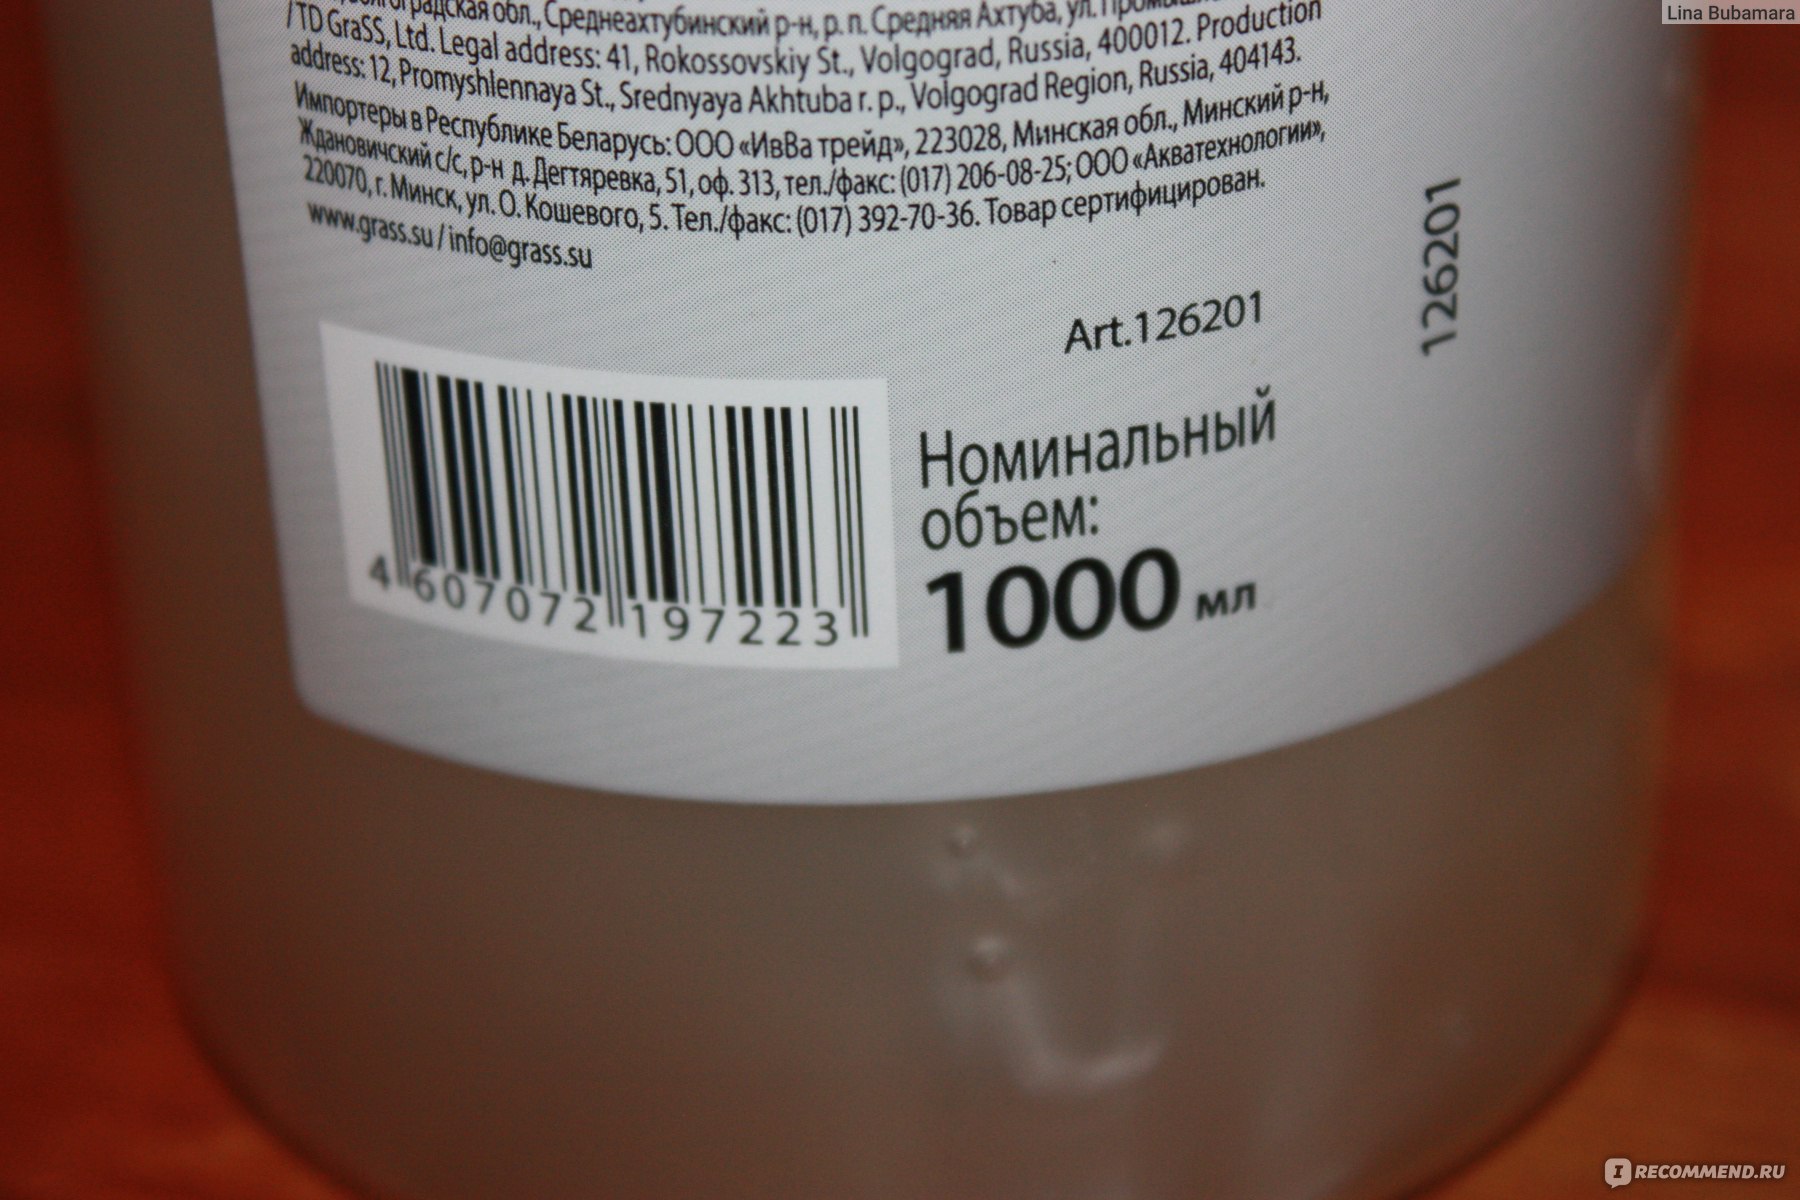 Lina Bubamara
обл., Среднеахтубинский р-н, р. п. Средняя Ахтуба, ул.
/TD GraSS, Ltd. Legal address: 41, Rokossovskiy St., Volgograd, Russia, 400012. Production
address: 12, Promyshlennaya St., Srednyaya Akhtuba r. p., Volgograd Region, Russia, 404143.
Импортеры в Республике Беларусь: ООО «ИвВа трейд», 223028, Минская обл., Минский р-н,
Ждановичский с/с, р-н д. Дегтяревка, 51, оф. 313, тел./факс: (017) 206-08-25; ООО «Акватехнологии»,
220070, г. Минск, ул. О. Кошевого, 5. Тел./факс: (017) 392-70-36. Товар сертифицирован.
www.grass.su / info@grass.su
Art.126201
126201
Номинальный
объем:
1000 мл
4 607072 197223
IRECOMMEND.RU